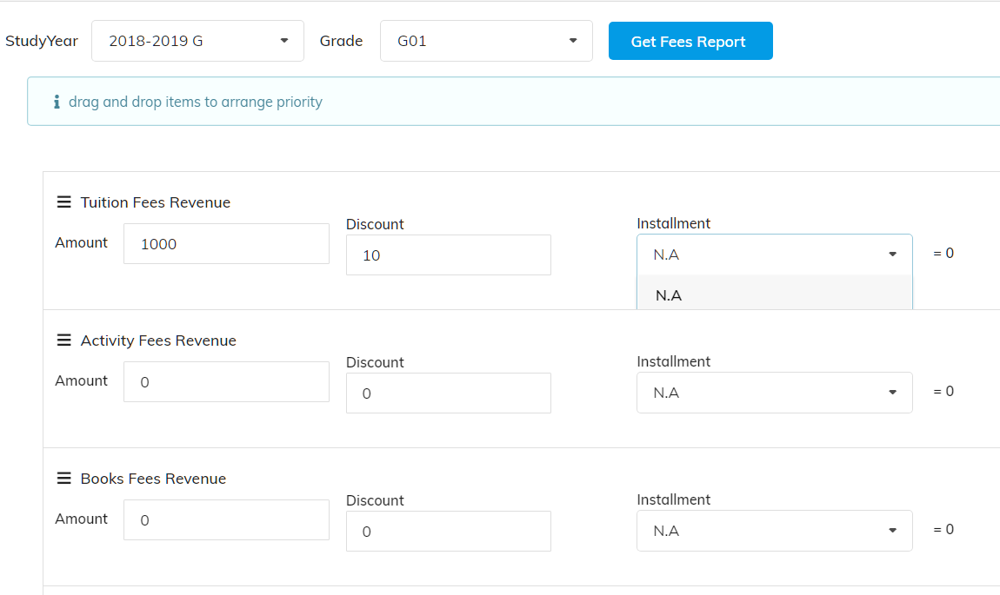 StudyYear 2018-2019 G Grade G01 Get Fees Report
drag and drop items to arrange priority
Tuition Fees Revenue
Amount 1000 Discount 10 Installment N.A = 0
N.A
Activity Fees Revenue
Amount 0 Discount 0 Installment N.A = 0
Books Fees Revenue
Amount 0 Discount 0 Installment N.A = 0